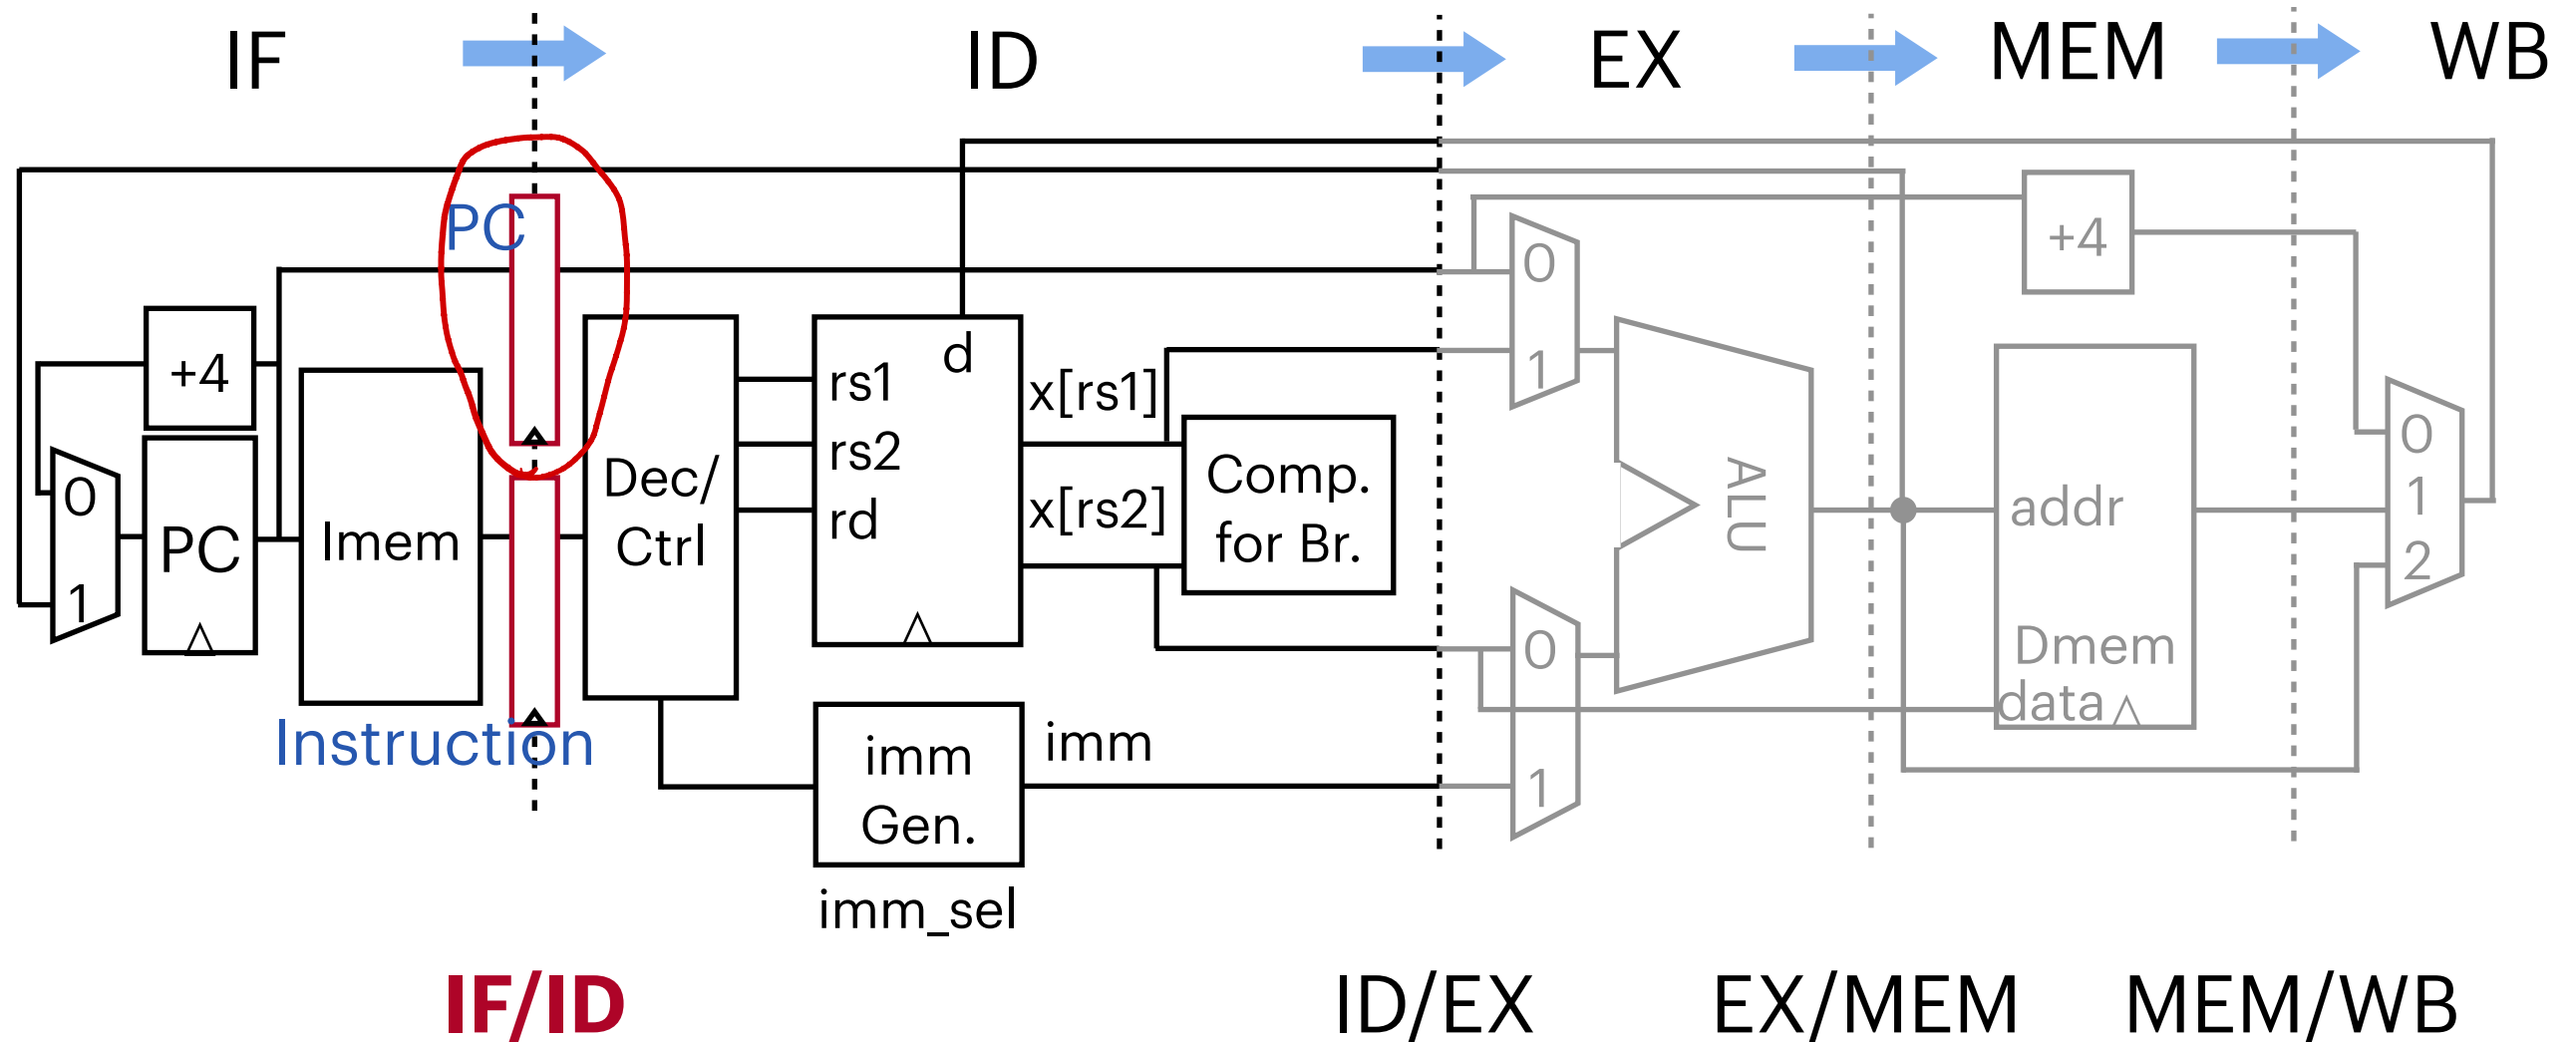 IF
ID
EX
MEM
WB
PC
+4
0
1
PC
Imem
Instruction
Dec/
Ctrl
d
rs1
rs2
rd
x[rs1]
x[rs2]
Comp.
for Br.
imm
Gen.
imm
imm_sel
0
1
0
1
ALU
+4
addr
Dmem
data
0
1
2
IF/ID
ID/EX
EX/MEM
MEM/WB